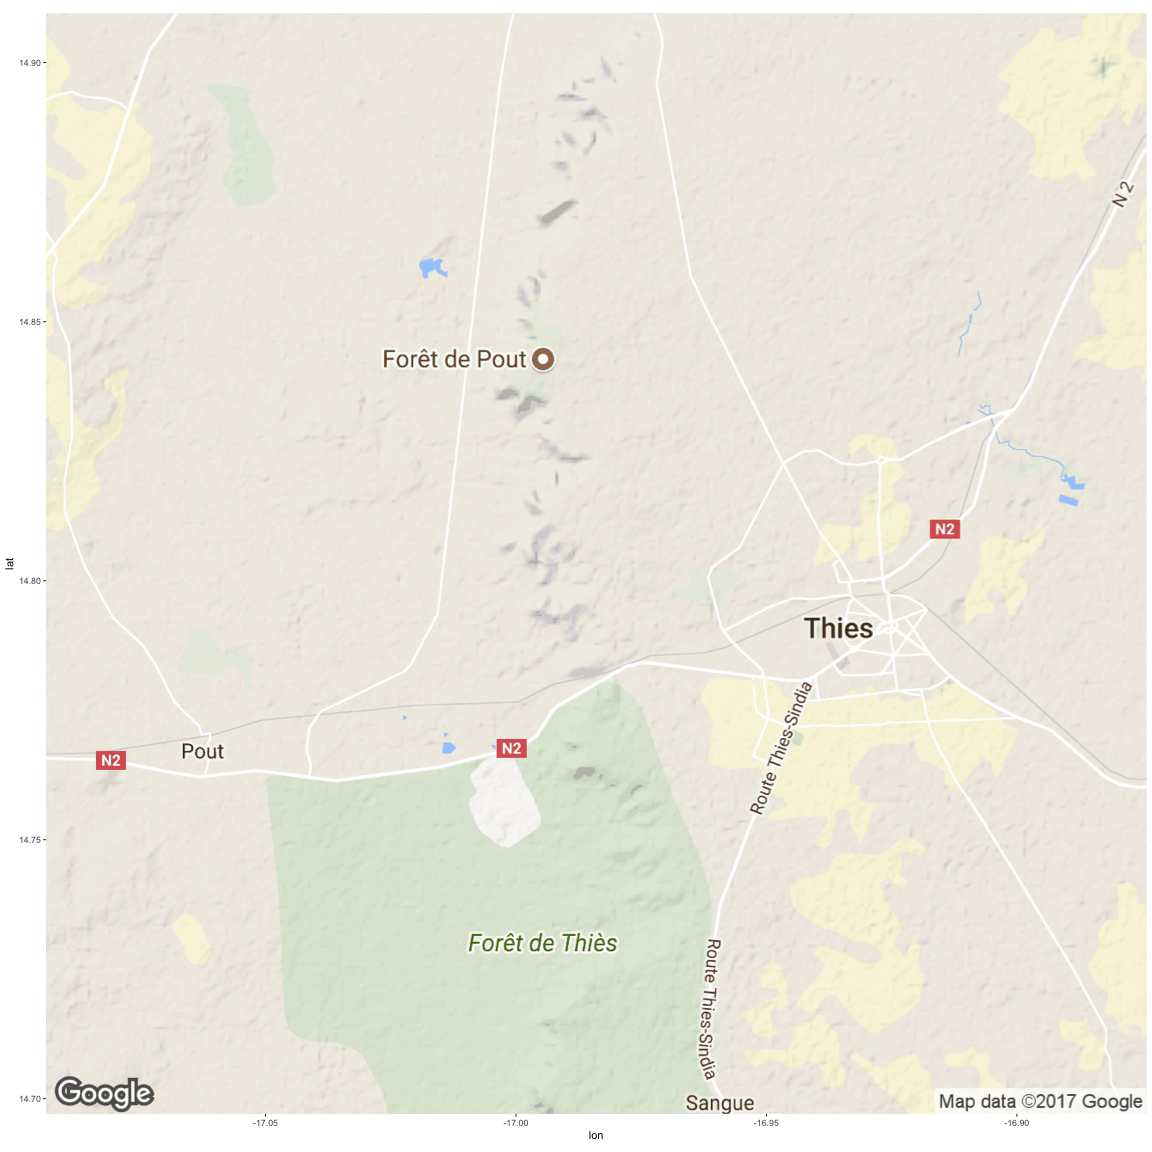 14.90
N 2
14.85
Forêt de Pout
N2
14.80
lat
Thies
Route Thies-Sindia
Pout
N2
N2
14.75
Forêt de Thiès
Route Thies-Sindia
14.70
Google
Sangue
Map data ©2017 Google
-17.05
-17.00
-16.95
-16.90
lon